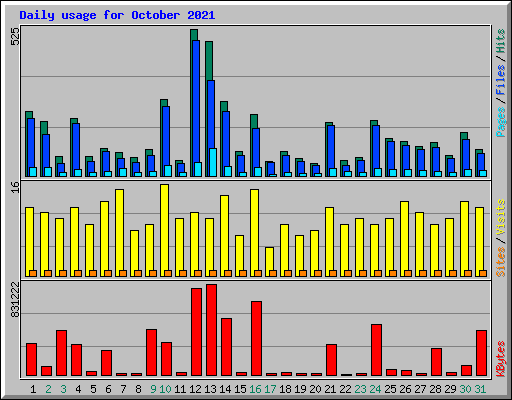 Daily usage for October 2021
525
Pages / Files / Hits
16
Sites / Visits
831222
KBytes
1 2 3 4 5 6 7 8 9 10 11 12 13 14 15 16 17 18 19 20 21 22 23 24 25 26 27 28 29 30 31